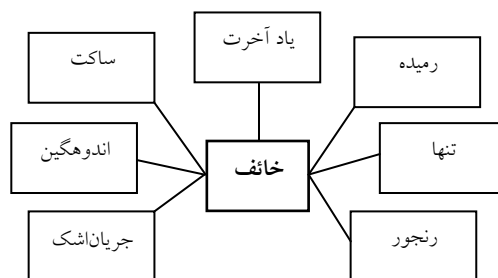 یاد آخرت
رمیده
ساکت
تنها
اندوهگین
خائف
رنجور
جریان‌اشک